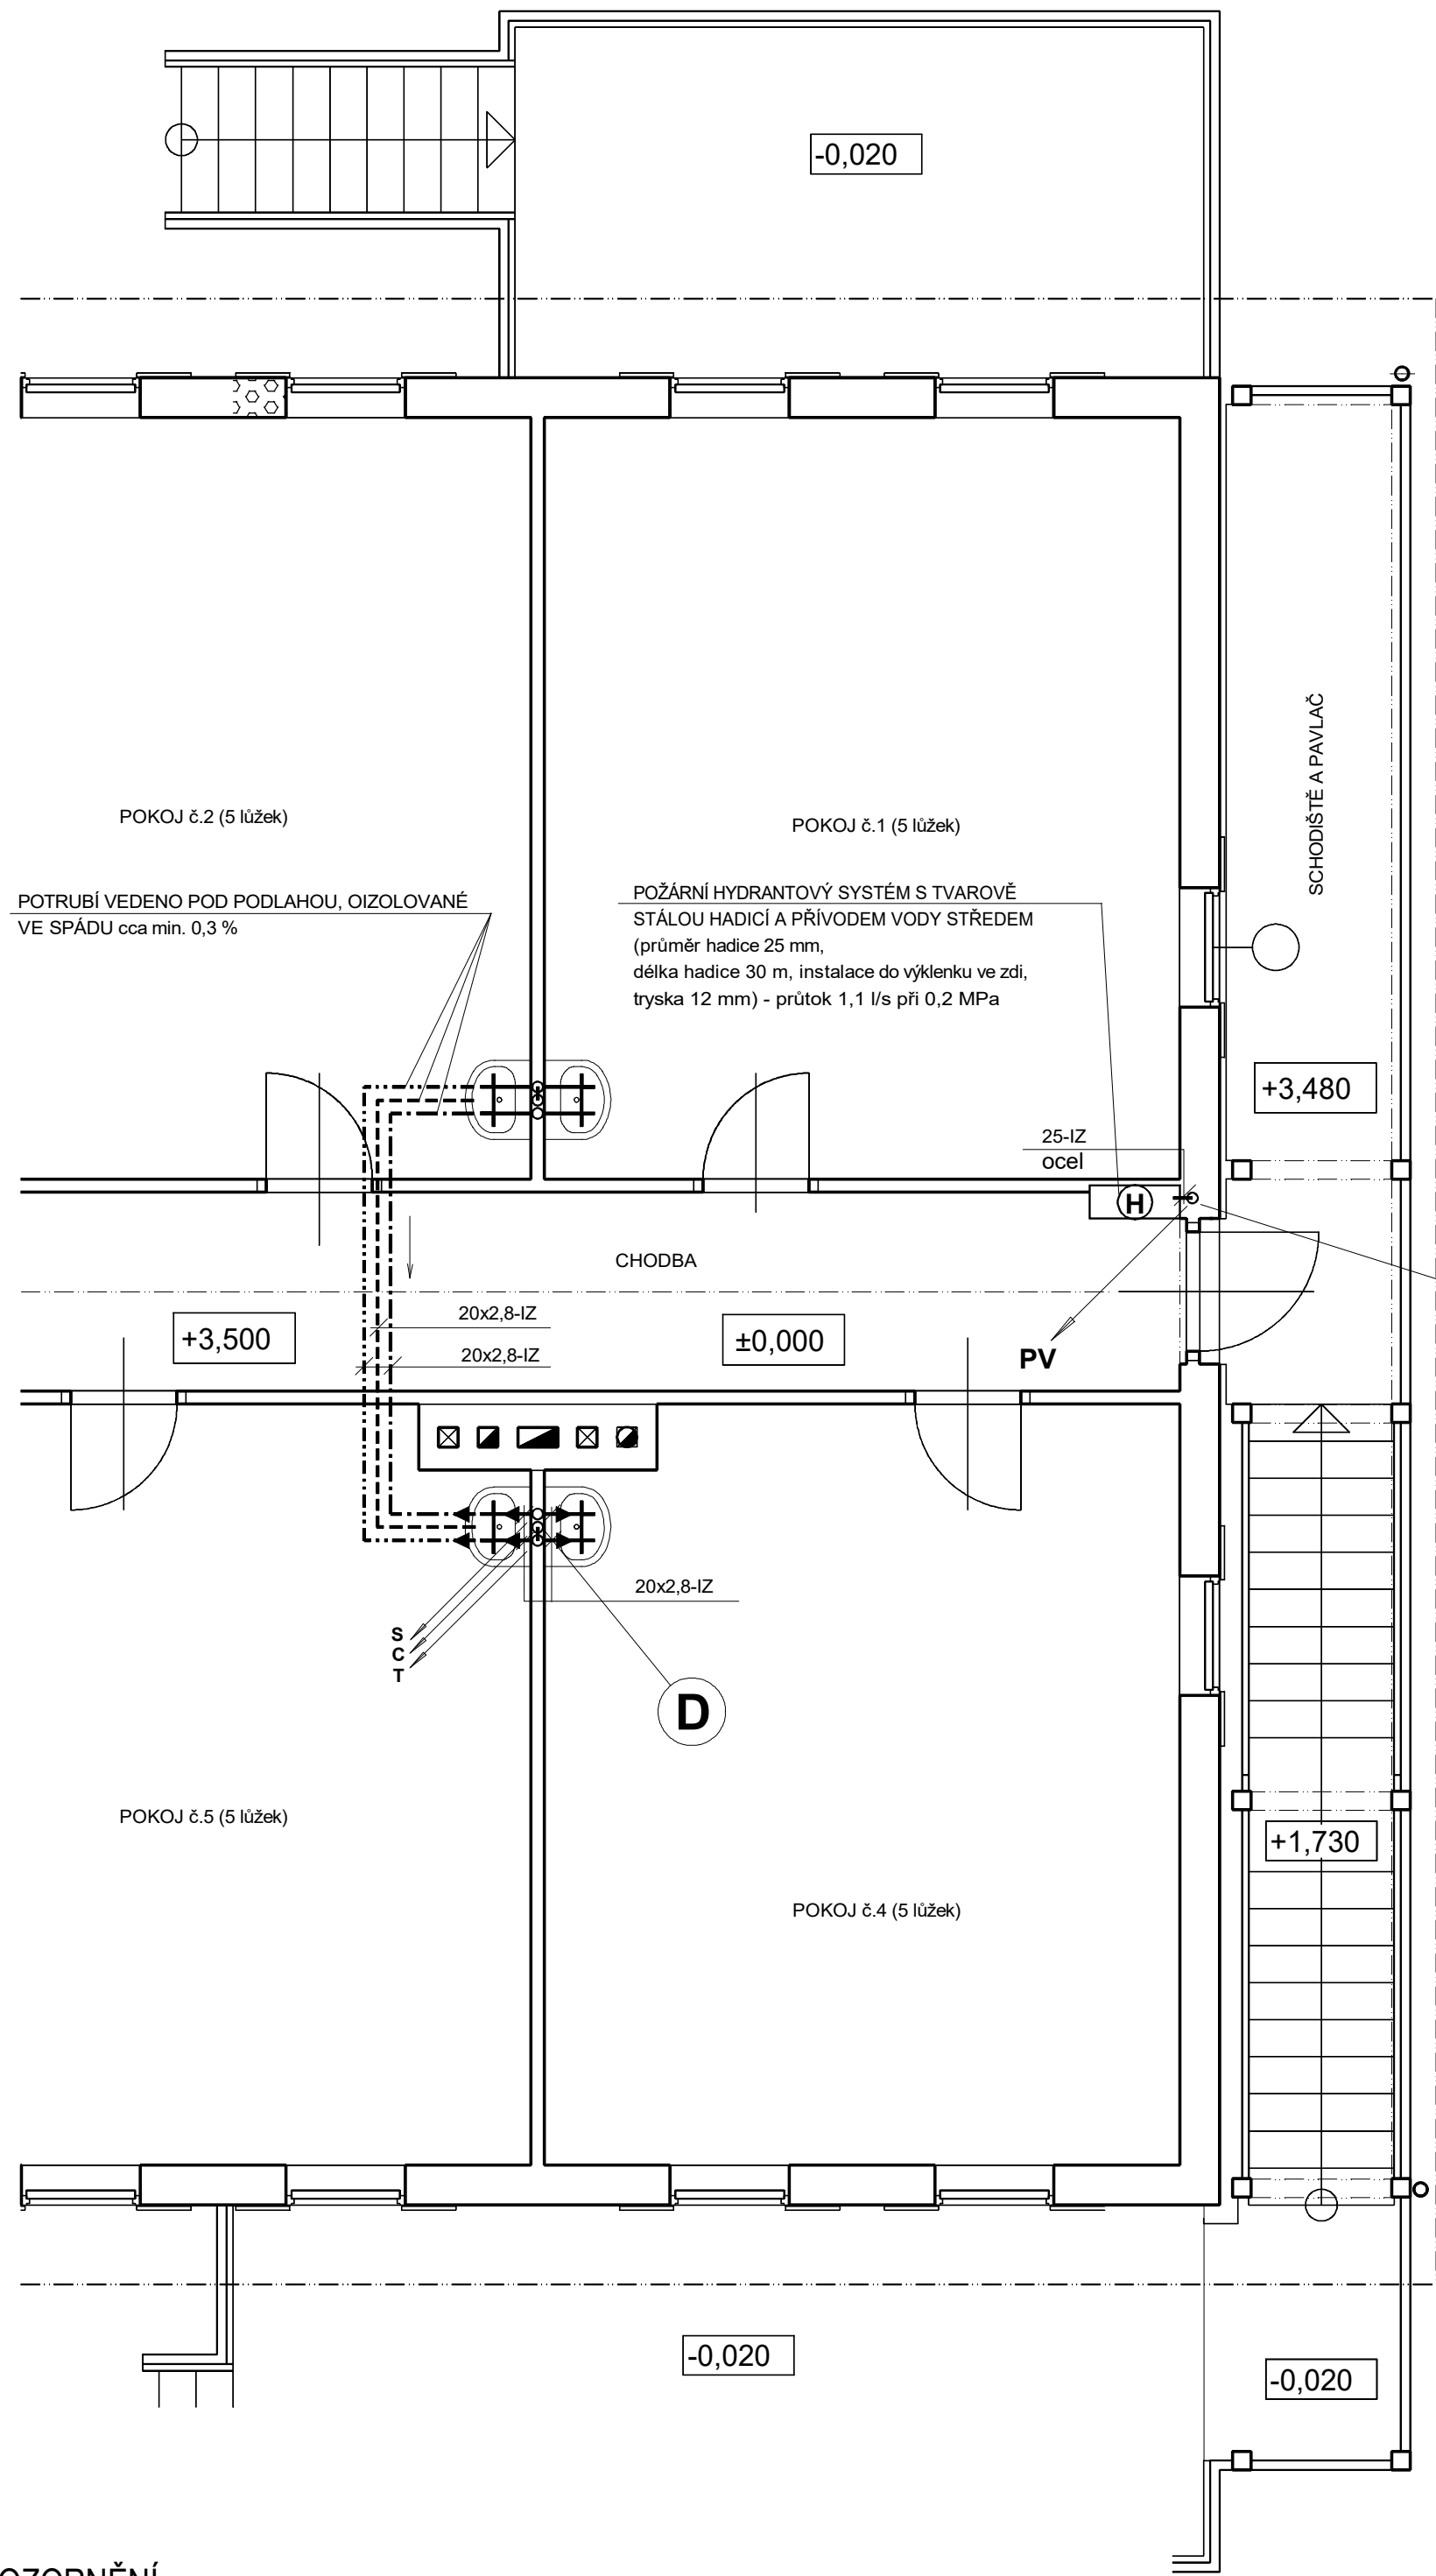 -0,020
SCHODIŠTĚ A PAVLAČ
POKOJ č.2 (5 lůžek)
POKOJ č.1 (5 lůžek)
POTRUBÍ VEDENO POD PODLAHOU, OIZOLOVANÉ
VE SPÁDU cca min. 0,3 %
POŽÁRNÍ HYDRANTOVÝ SYSTÉM S TVAROVĚ
STÁLOU HADICÍ A PŘÍVODEM VODY STŘEDEM
(průměr hadice 25 mm,
délka hadice 30 m, instalace do výklenku ve zdi,
tryska 12 mm) - průtok 1,1 l/s při 0,2 MPa
+3,480
25-IZ
ocel
H
CHODBA
20x2,8-IZ
+3,500
±0,000
20x2,8-IZ
PV
20x2,8-IZ
S
C
T
D
POKOJ č.5 (5 lůžek)
+1,730
POKOJ č.4 (5 lůžek)
-0,020
-0,020
OZORNĚNÍ